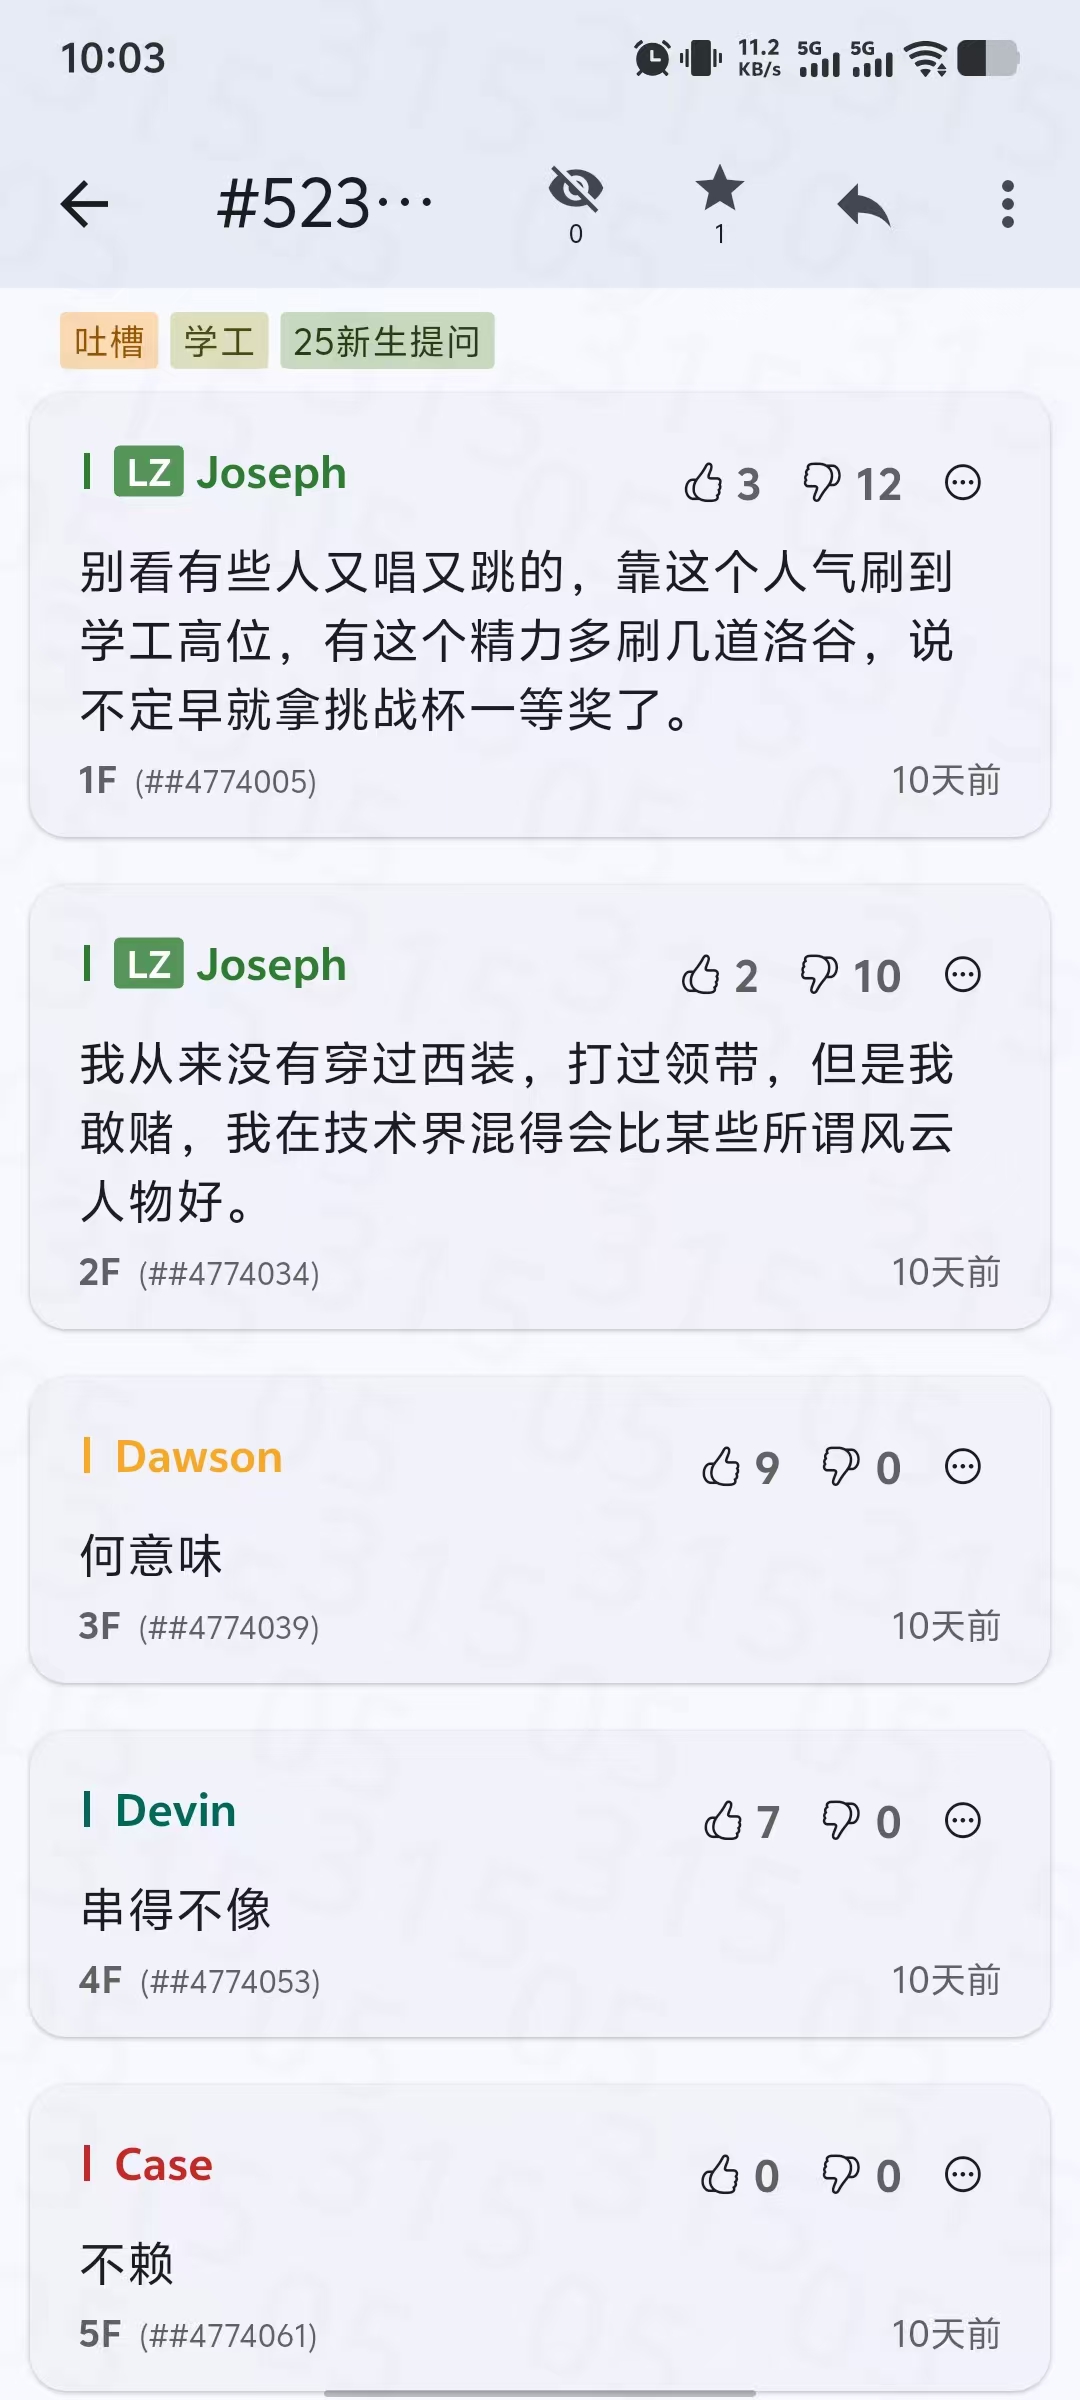 10:03
11.2
KB/s
5G
5G
#523···
0
1
吐槽
学工
25新生提问
LZ Joseph
3
12
别看有些人又唱又跳的，靠这个人气刷到
学工高位，有这个精力多刷几道洛谷，说
不定早就拿挑战杯一等奖了。
1F (##4774005)
10天前
LZ Joseph
2
10
我从来没有穿过西装，打过领带，但是我
敢赌，我在技术界混得会比某些所谓风云
人物好。
2F (##4774034)
10天前
Dawson
9
0
何意味
3F (##4774039)
10天前
Devin
7
0
串得不像
4F (##4774053)
10天前
Case
0
0
不赖
5F (##4774061)
10天前